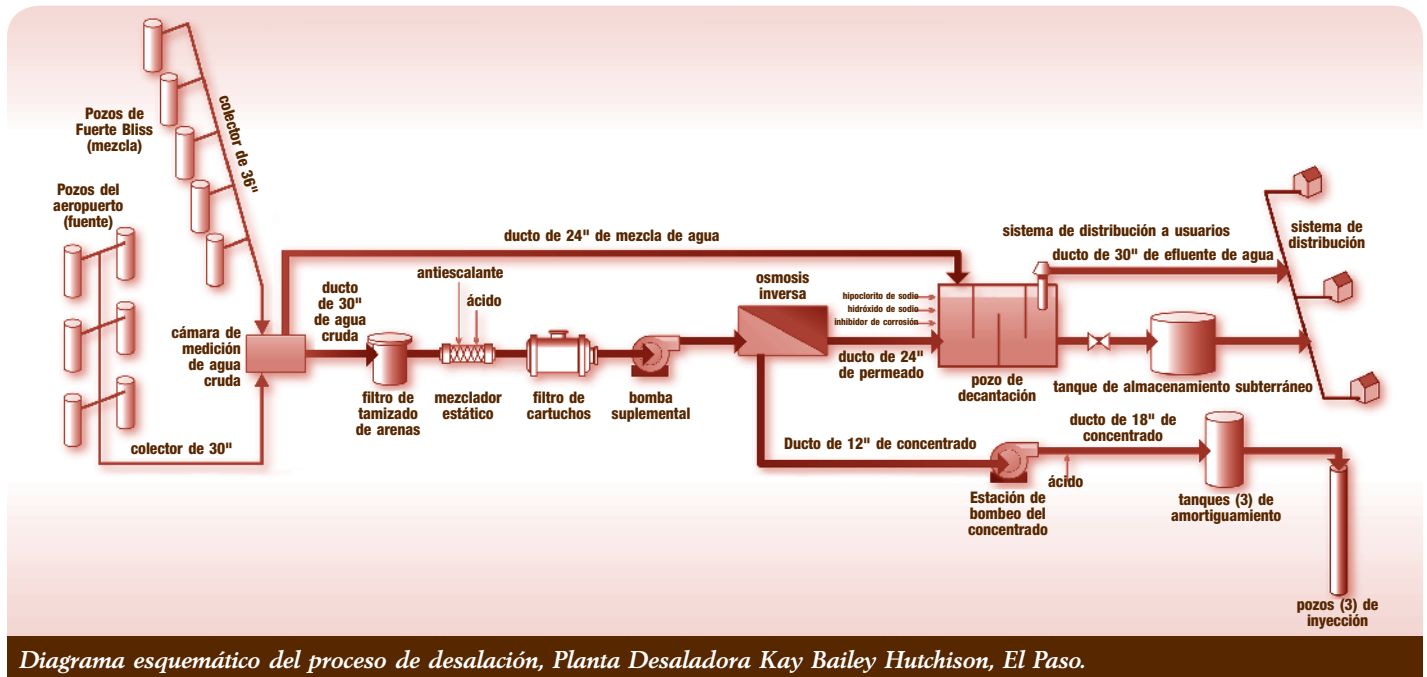 Pozos de
Fuerte Bliss
(mezcla)
colector de 36"
Pozos del
aeropuerto
(fuente)
colector de 30"
cámara de
medición
de agua
cruda
ducto de 24" de mezcla de agua
ducto
de 30"
de agua
cruda
antiescalante
ácido
filtro de
tamizado
de arenas
mezclador
estático
filtro de
cartuchos
bomba
suplemental
osmosis
inversa
hipoclorito de sodio
hidróxido de sodio
inhibidor de corrosión
ducto de 24"
de permeado
pozo de
decantación
sistema de distribución a usuarios
ducto de 30" de efluente de agua
sistema de
distribución
tanque de almacenamiento subterráneo
Ducto de 12" de concentrado
Estación de
bombeo del
concentrado
ducto de 18" de
concentrado
ácido
tanques (3) de
amortiguamiento
pozos (3) de
inyección
Diagrama esquemático del proceso de desalación, Planta Desaladora Kay Bailey Hutchison, El Paso.